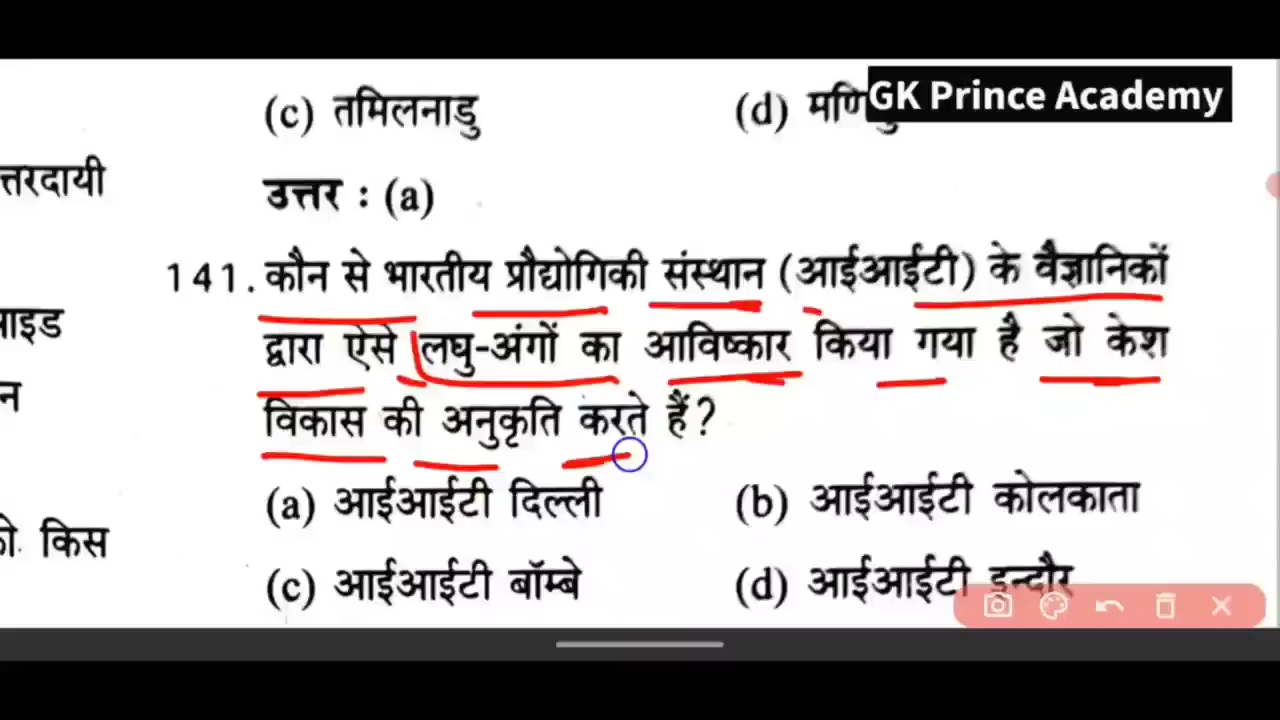 (c) तमिलनाडु
(d)
GK Prince Academy
त्तरदायी
उत्तर : (a)
141. कौन से भारतीय प्रौद्योगिकी संस्थान (आईआईटी) के वैज्ञानिकों
द्वारा ऐसे लघु-अंगों का आविष्कार किया गया है जो केश
विकास की अनुकृति करते हैं?
(a) आईआईटी दिल्ली
(b) आईआईटी कोलकाता
किस
(c) आईआईटी बॉम्बे
(d) आईआईटी इन्दौर